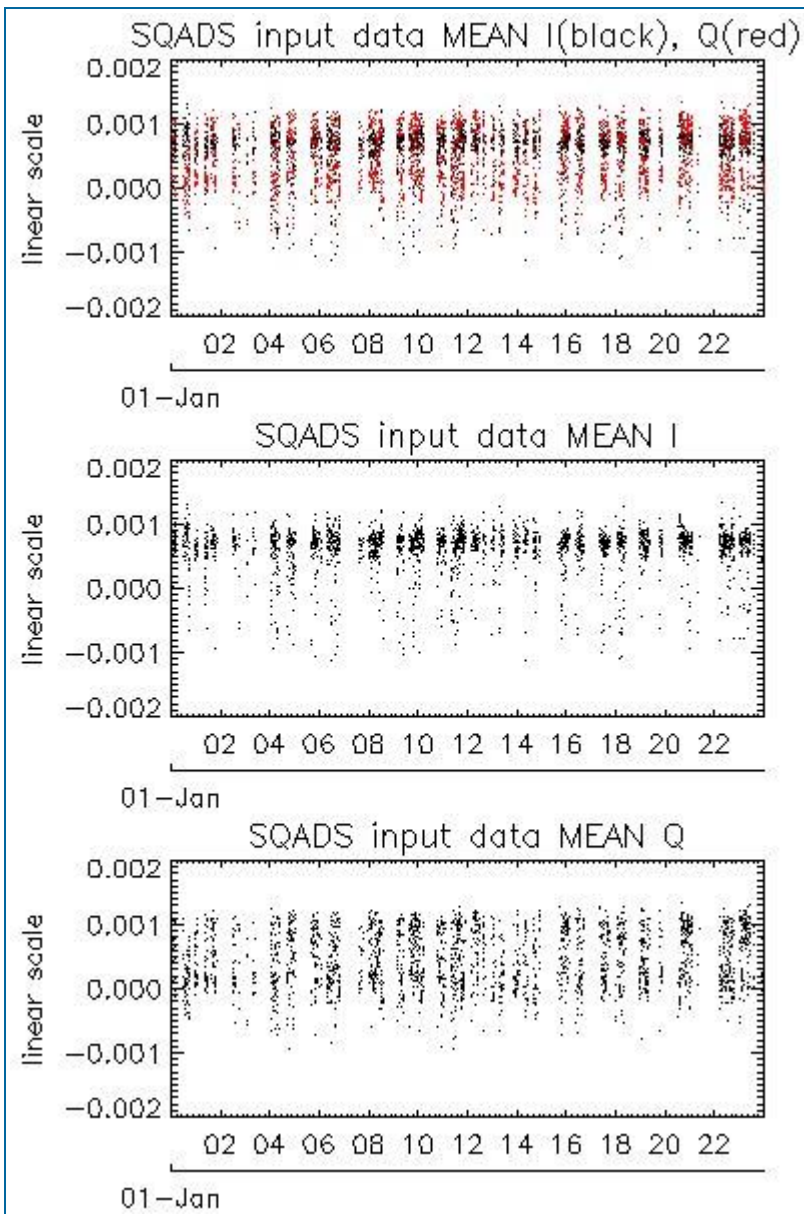 SQADS input data MEAN I(black), Q(red)
0.002
0.001
0.000
-0.001
-0.002
linear scale
02 04 06 08 10 12 14 16 18 20 22
01-Jan
SQADS input data MEAN I
0.002
0.001
0.000
-0.001
-0.002
linear scale
02 04 06 08 10 12 14 16 18 20 22
01-Jan
SQADS input data MEAN Q
0.002
0.001
0.000
-0.001
-0.002
linear scale
02 04 06 08 10 12 14 16 18 20 22
01-Jan